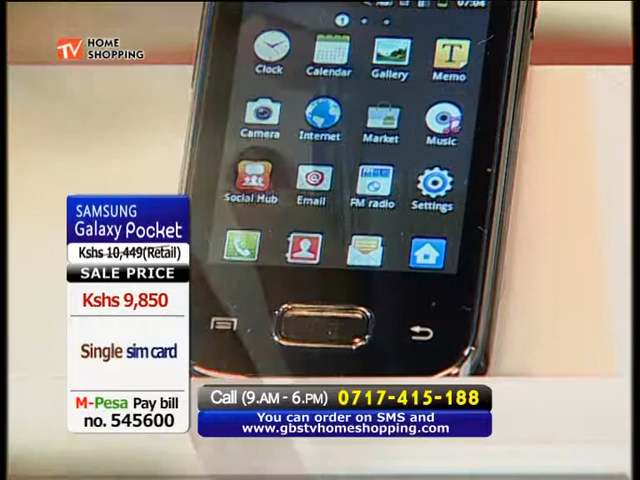 07:04
TV HOME
SHOPPING
Clock Calendar Gallery Memo
Camera Internet Market Music
Social Hub Email FM radio Settings
SAMSUNG
Galaxy Pocket
Kshs 10,449(Retail)
SALE PRICE
Kshs 9,850
Single sim card
M-Pesa Pay bill
no. 545600
Call (9.AM - 6.PM) 0717-415-188
You can order on SMS and
www.gbstvhomeshopping.com